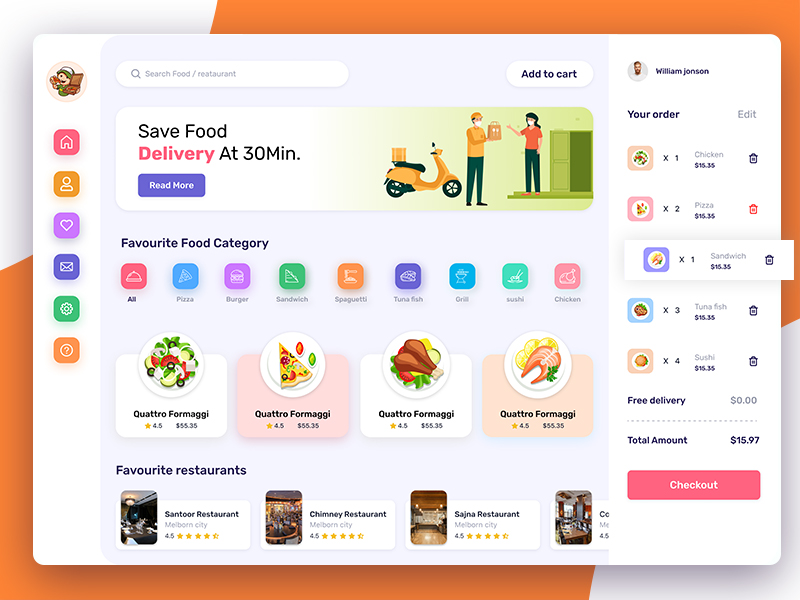 Search Food / reataurant
Add to cart
Save Food
Delivery At 30Min.
Read More
Favourite Food Category
All
Pizza
Burger
Sandwich
Spaguetti
Tuna fish
Grill
sushi
Chicken
Quattro Formaggi
4.5 $55.35
Quattro Formaggi
4.5 $55.35
Quattro Formaggi
4.5 $55.35
Quattro Formaggi
4.5 $55.35
Favourite restaurants
Santoor Restaurant
Melborn city
4.5
Chimney Restaurant
Melborn city
4.5
Sajna Restaurant
Melborn city
4.5
Co
Melb
4.5
William jonson
Your order Edit
X 1 Chicken
$15.35
X 2 Pizza
$15.35
X 1 Sandwich
$15.35
X 3 Tuna fish
$15.35
X 4 Sushi
$15.35
Free delivery $0.00
Total Amount $15.97
Checkout